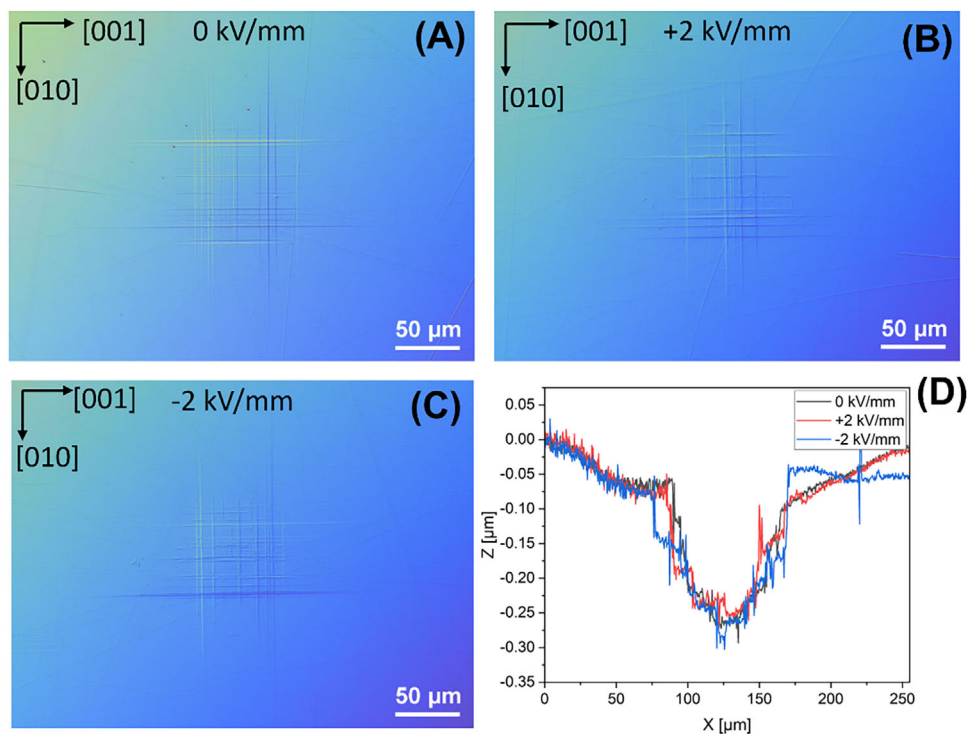 [001] 0 kV/mm (A)
[010]
50 µm
[001] +2 kV/mm (B)
[010]
50 µm
[001] -2 kV/mm (C)
[010]
50 µm
(D)
0 kV/mm
+2 kV/mm
-2 kV/mm
0.05
0.00
-0.05
-0.10
-0.15
-0.20
-0.25
-0.30
-0.35
Z [µm]
0 50 100 150 200 250
X [µm]